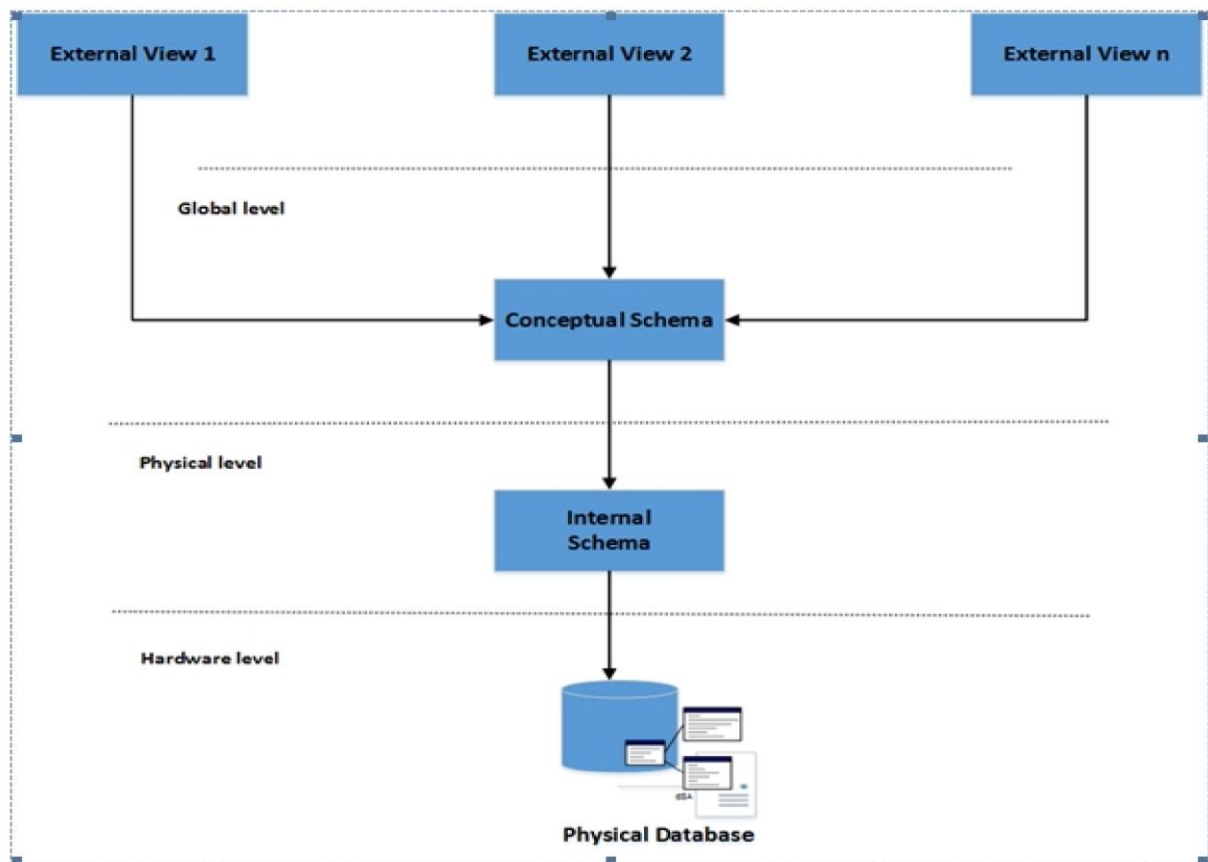 External View 1
External View 2
External View n
Global level
Conceptual Schema
Physical level
Internal
Schema
Hardware level
Physical Database